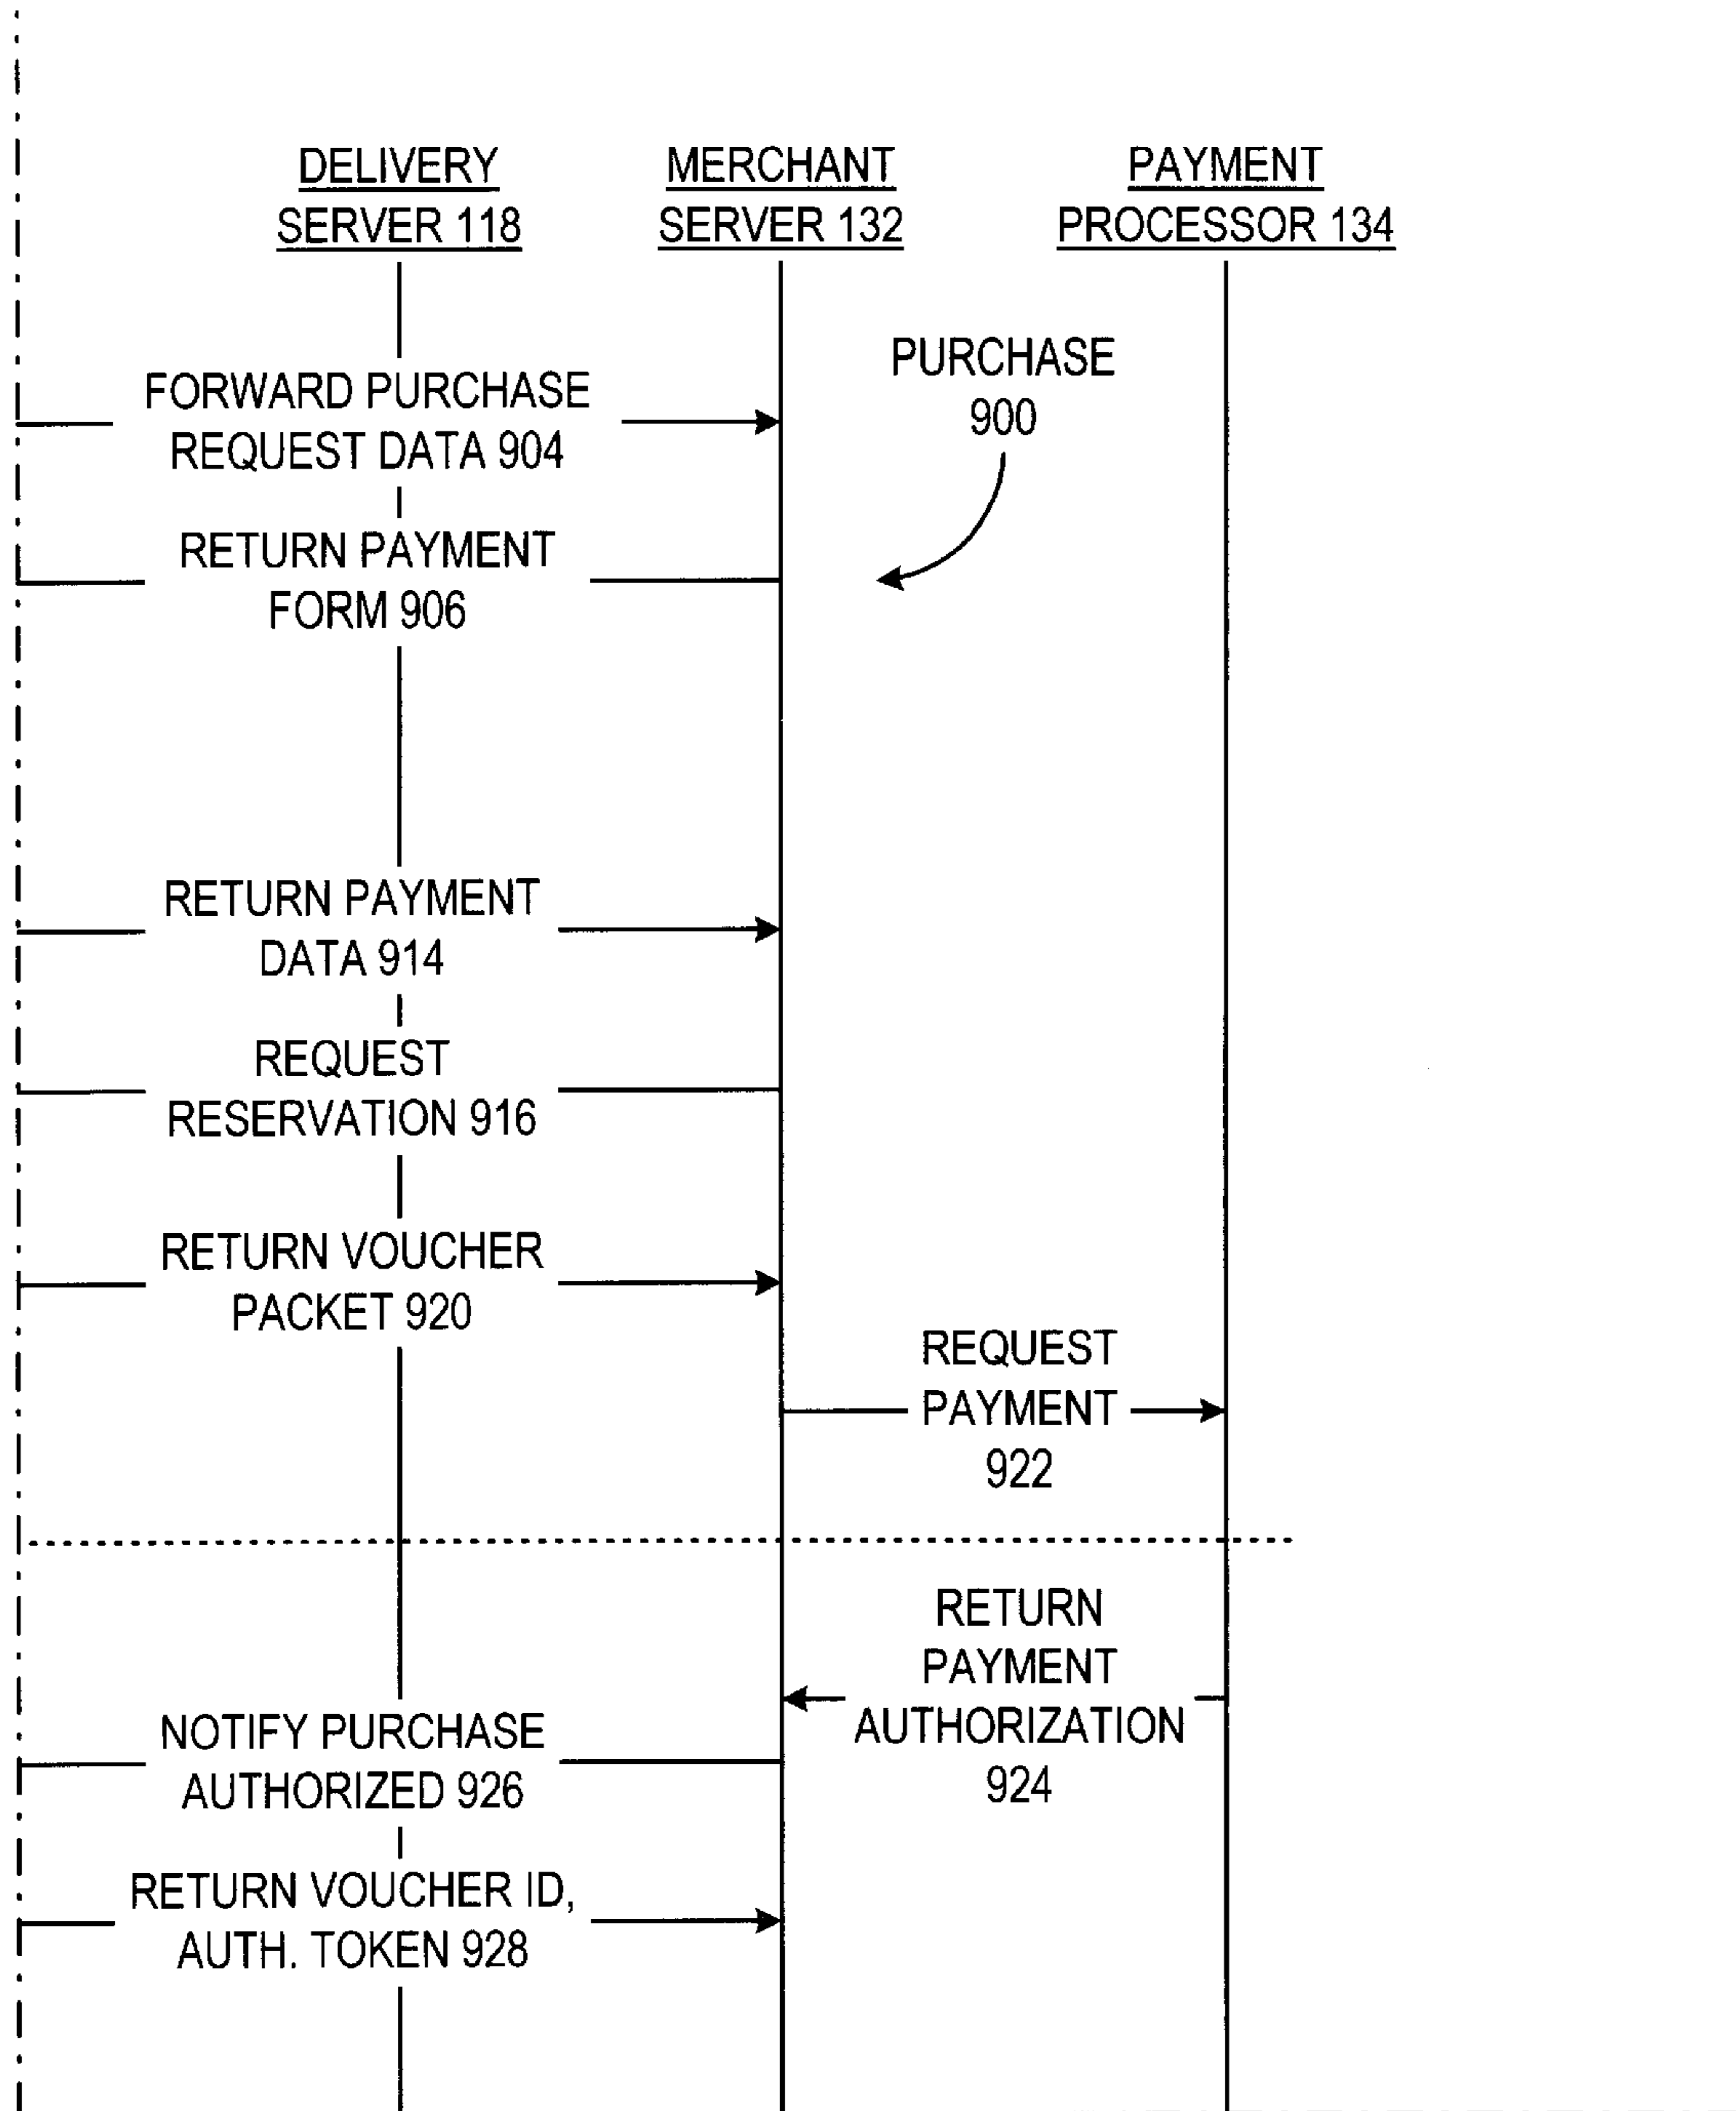 DELIVERY
SERVER 118
MERCHANT
SERVER 132
PAYMENT
PROCESSOR 134
PURCHASE
900
FORWARD PURCHASE
REQUEST DATA 904
RETURN PAYMENT
FORM 906
RETURN PAYMENT
DATA 914
REQUEST
RESERVATION 916
RETURN VOUCHER
PACKET 920
REQUEST
PAYMENT
922
RETURN
PAYMENT
AUTHORIZATION
924
NOTIFY PURCHASE
AUTHORIZED 926
RETURN VOUCHER ID,
AUTH. TOKEN 928